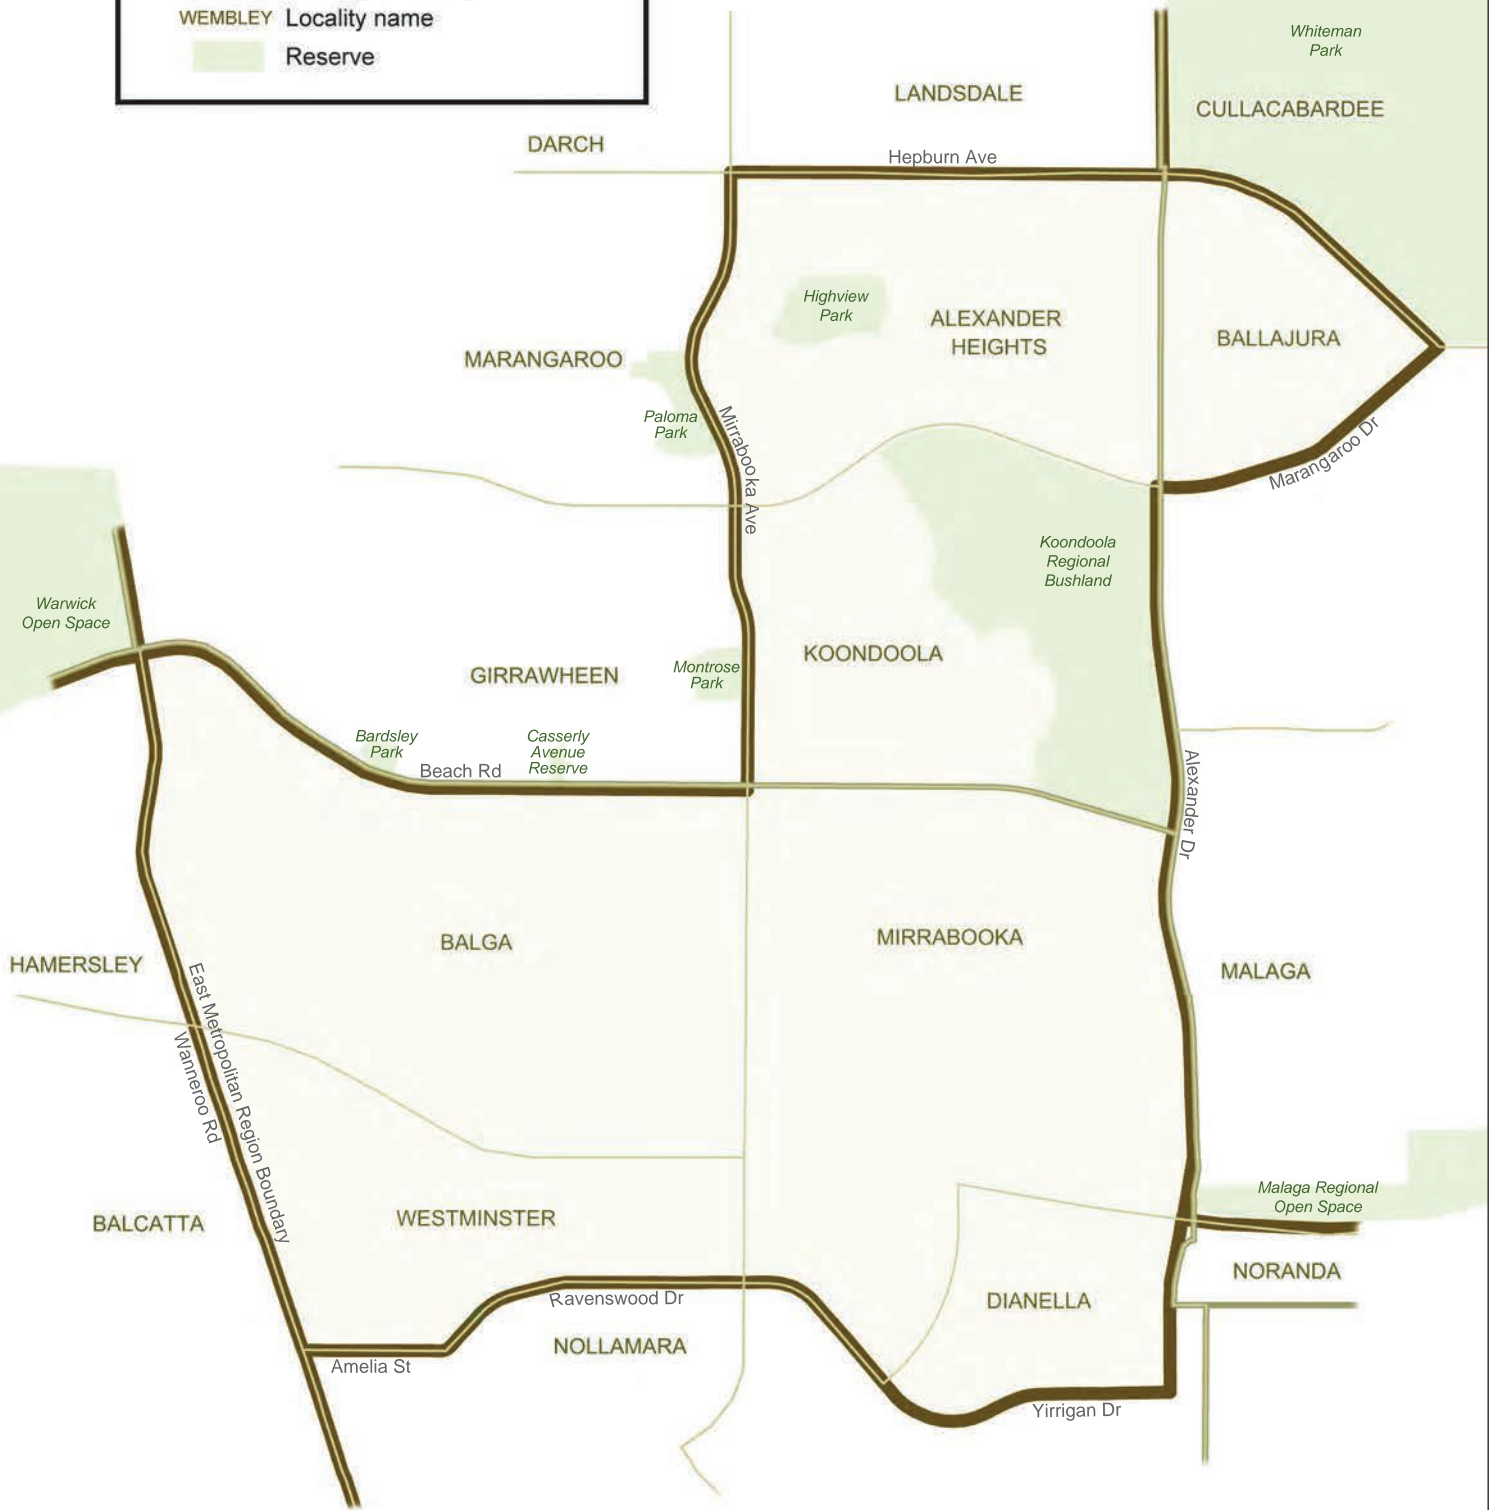 WEMBLEY Locality name
Reserve
Whiteman
Park
LANDSDALE
CULLACABARDEE
DARCH
Hepburn Ave
Highview
Park
ALEXANDER
HEIGHTS
BALLAJURA
MARANGAROO
Paloma
Park
Mirrabooka Ave
Marangaroo Dr
Koondoola
Regional
Bushland
Warwick
Open Space
KOONDOOLA
GIRRAWHEEN
Montrose
Park
Bardsley
Park
Casserly
Avenue
Reserve
Beach Rd
Alexander Dr
BALGA
MIRRABOOKA
HAMERSLEY
MALAGA
East Metropolitan Region Boundary
Wanneroo Rd
Malaga Regional
Open Space
BALCATTA
WESTMINSTER
NORANDA
Ravenswood Dr
DIANELLA
NOLLAMARA
Amelia St
Yirrigan Dr